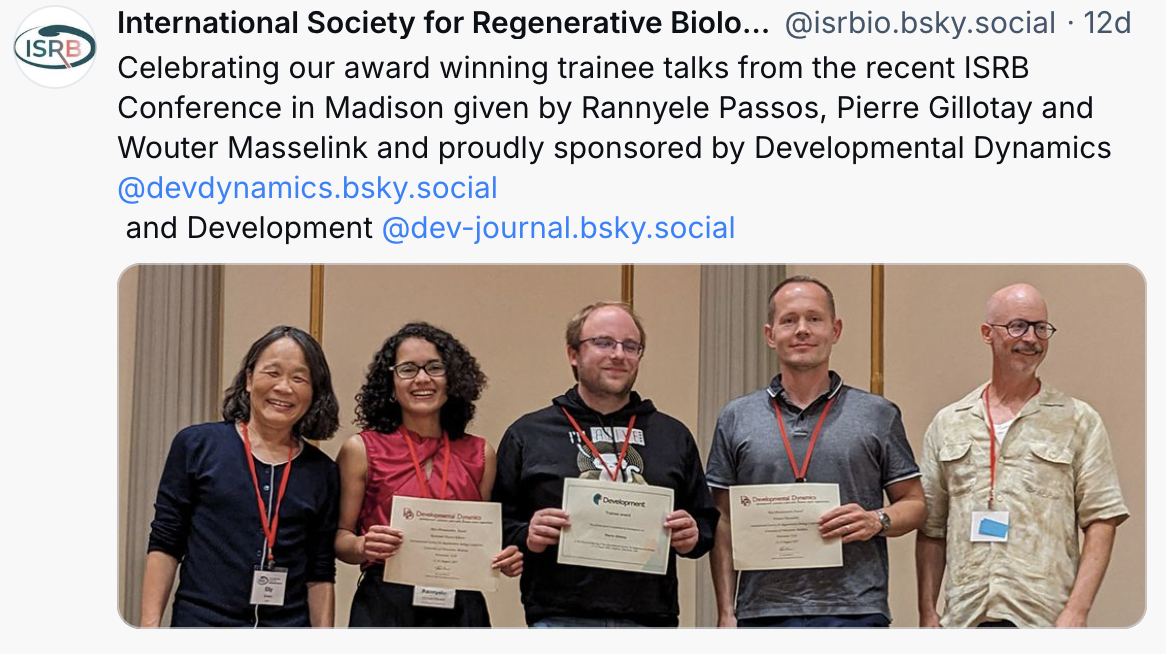 ISRB
International Society for Regenerative Biolo... @isrbio.bsky.social · 12d
Celebrating our award winning trainee talks from the recent ISRB
Conference in Madison given by Rannyele Passos, Pierre Gillotay and
Wouter Masselink and proudly sponsored by Developmental Dynamics
@devdynamics.bsky.social
and Development @dev-journal.bsky.social
I'M ALIVE
Developmental Dynamics
Development
Developmental Dynamics
Elly